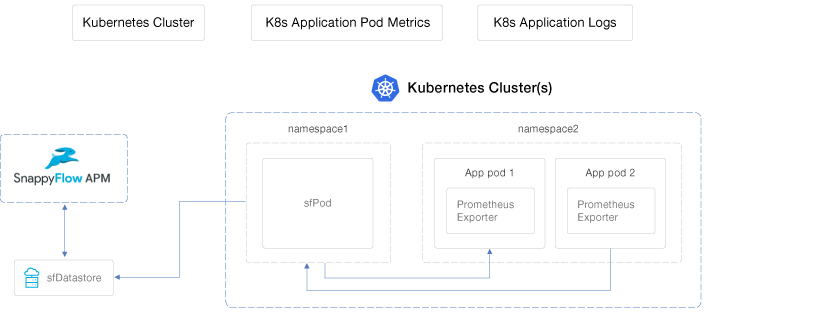 Kubernetes Cluster
K8s Application Pod Metrics
K8s Application Logs
Kubernetes Cluster(s)
namespace1
namespace2
SnappyFlow APM
sfPod
App pod 1
Prometheus
Exporter
App pod 2
Prometheus
Exporter
sfDatastore